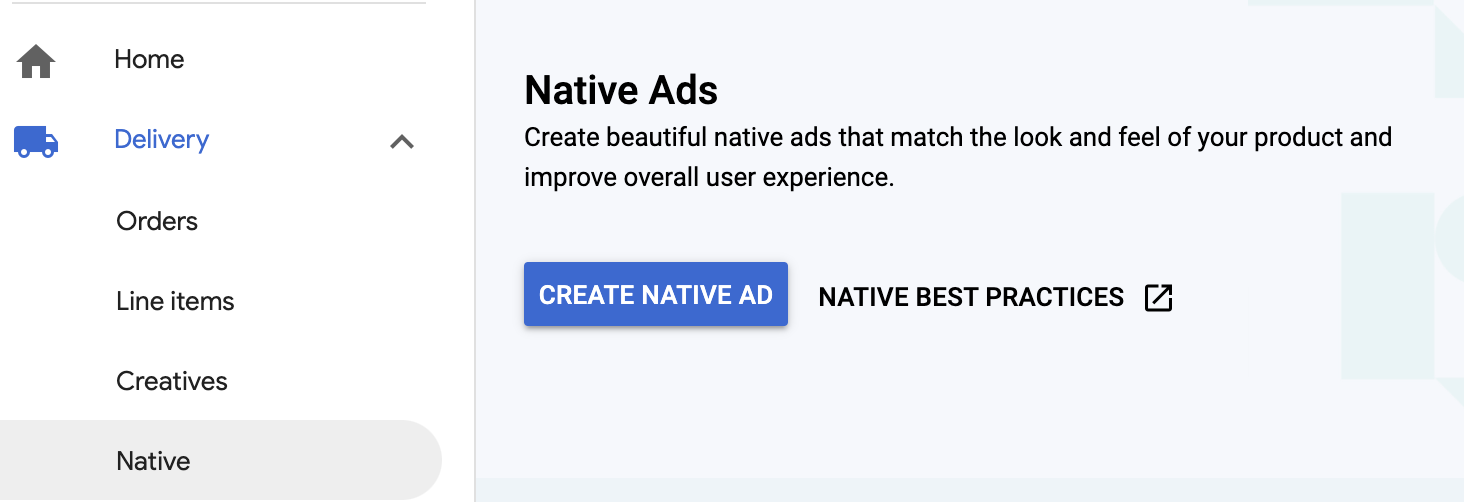 Home
Delivery
Orders
Line items
Creatives
Native
Native Ads
Create beautiful native ads that match the look and feel of your product and
improve overall user experience.
CREATE NATIVE AD
NATIVE BEST PRACTICES